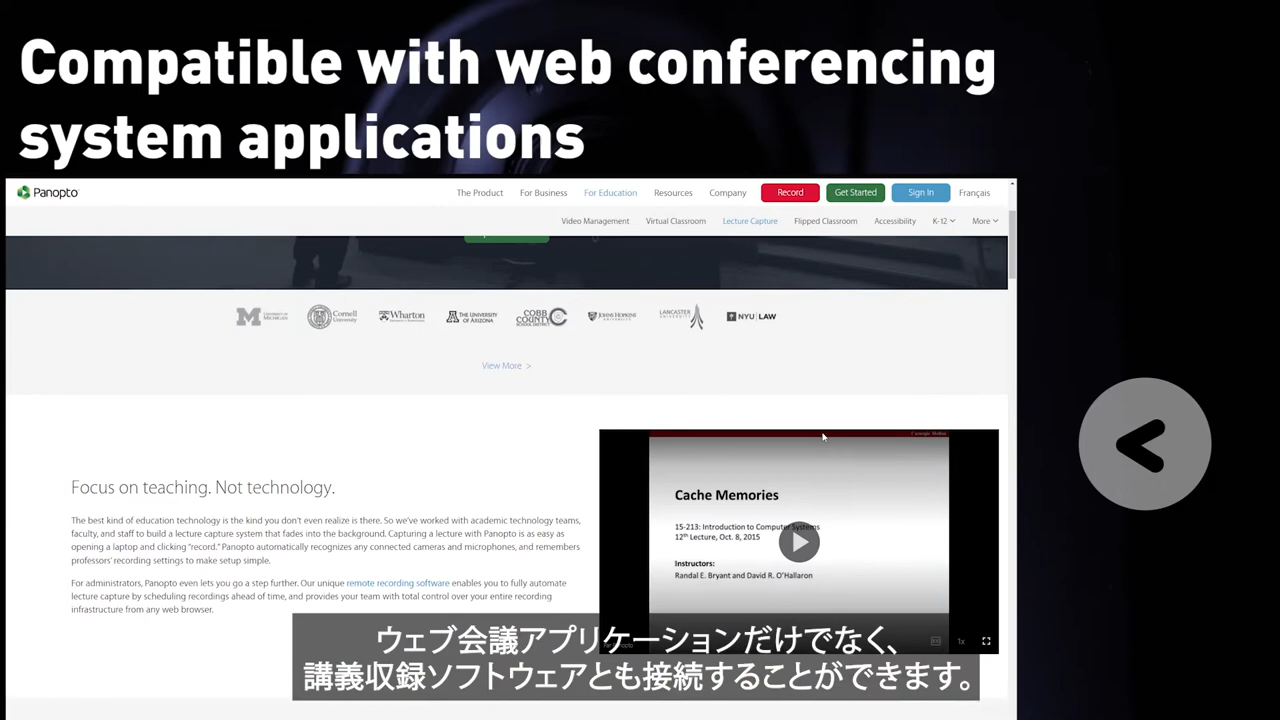 Compatible with web conferencing
system applications
Panopto
The Product For Business For Education Resources Company Record Get Started Sign In Français
Video Management Virtual Classroom Lecture Capture Flipped Classroom Accessibility K-12 More
UNIVERSITY OF MICHIGAN Cornell University Wharton THE UNIVERSITY OF ARIZONA COBB COUNTY SCHOOL DISTRICT JOHNS HOPKINS UNIVERSITY LANCASTER UNIVERSITY NYU LAW
View More >
Focus on teaching. Not technology.
The best kind of education technology is the kind you don't even realize is there. So we've worked with academic technology teams,
faculty, and staff to build a lecture capture system that fades into the background. Capturing a lecture with Panopto is as easy as
opening a laptop and clicking "record." Panopto automatically recognizes any connected cameras and microphones, and remembers
professors' recording settings to make setup simple.
For administrators, Panopto even lets you go a step further. Our unique remote recording software enables you to fully automate
lecture capture by scheduling recordings ahead of time, and provides your team with total control over your entire recording
infrastructure from any web browser.
Carnegie Mellon
Cache Memories
15-213: Introduction to Computer Systems
12th Lecture, Oct. 8, 2015
Instructors:
Randal E. Bryant and David R. O'Hallaron
1x
ウェブ会議アプリケーションだけでなく、
講義収録ソフトウェアとも接続することができます。